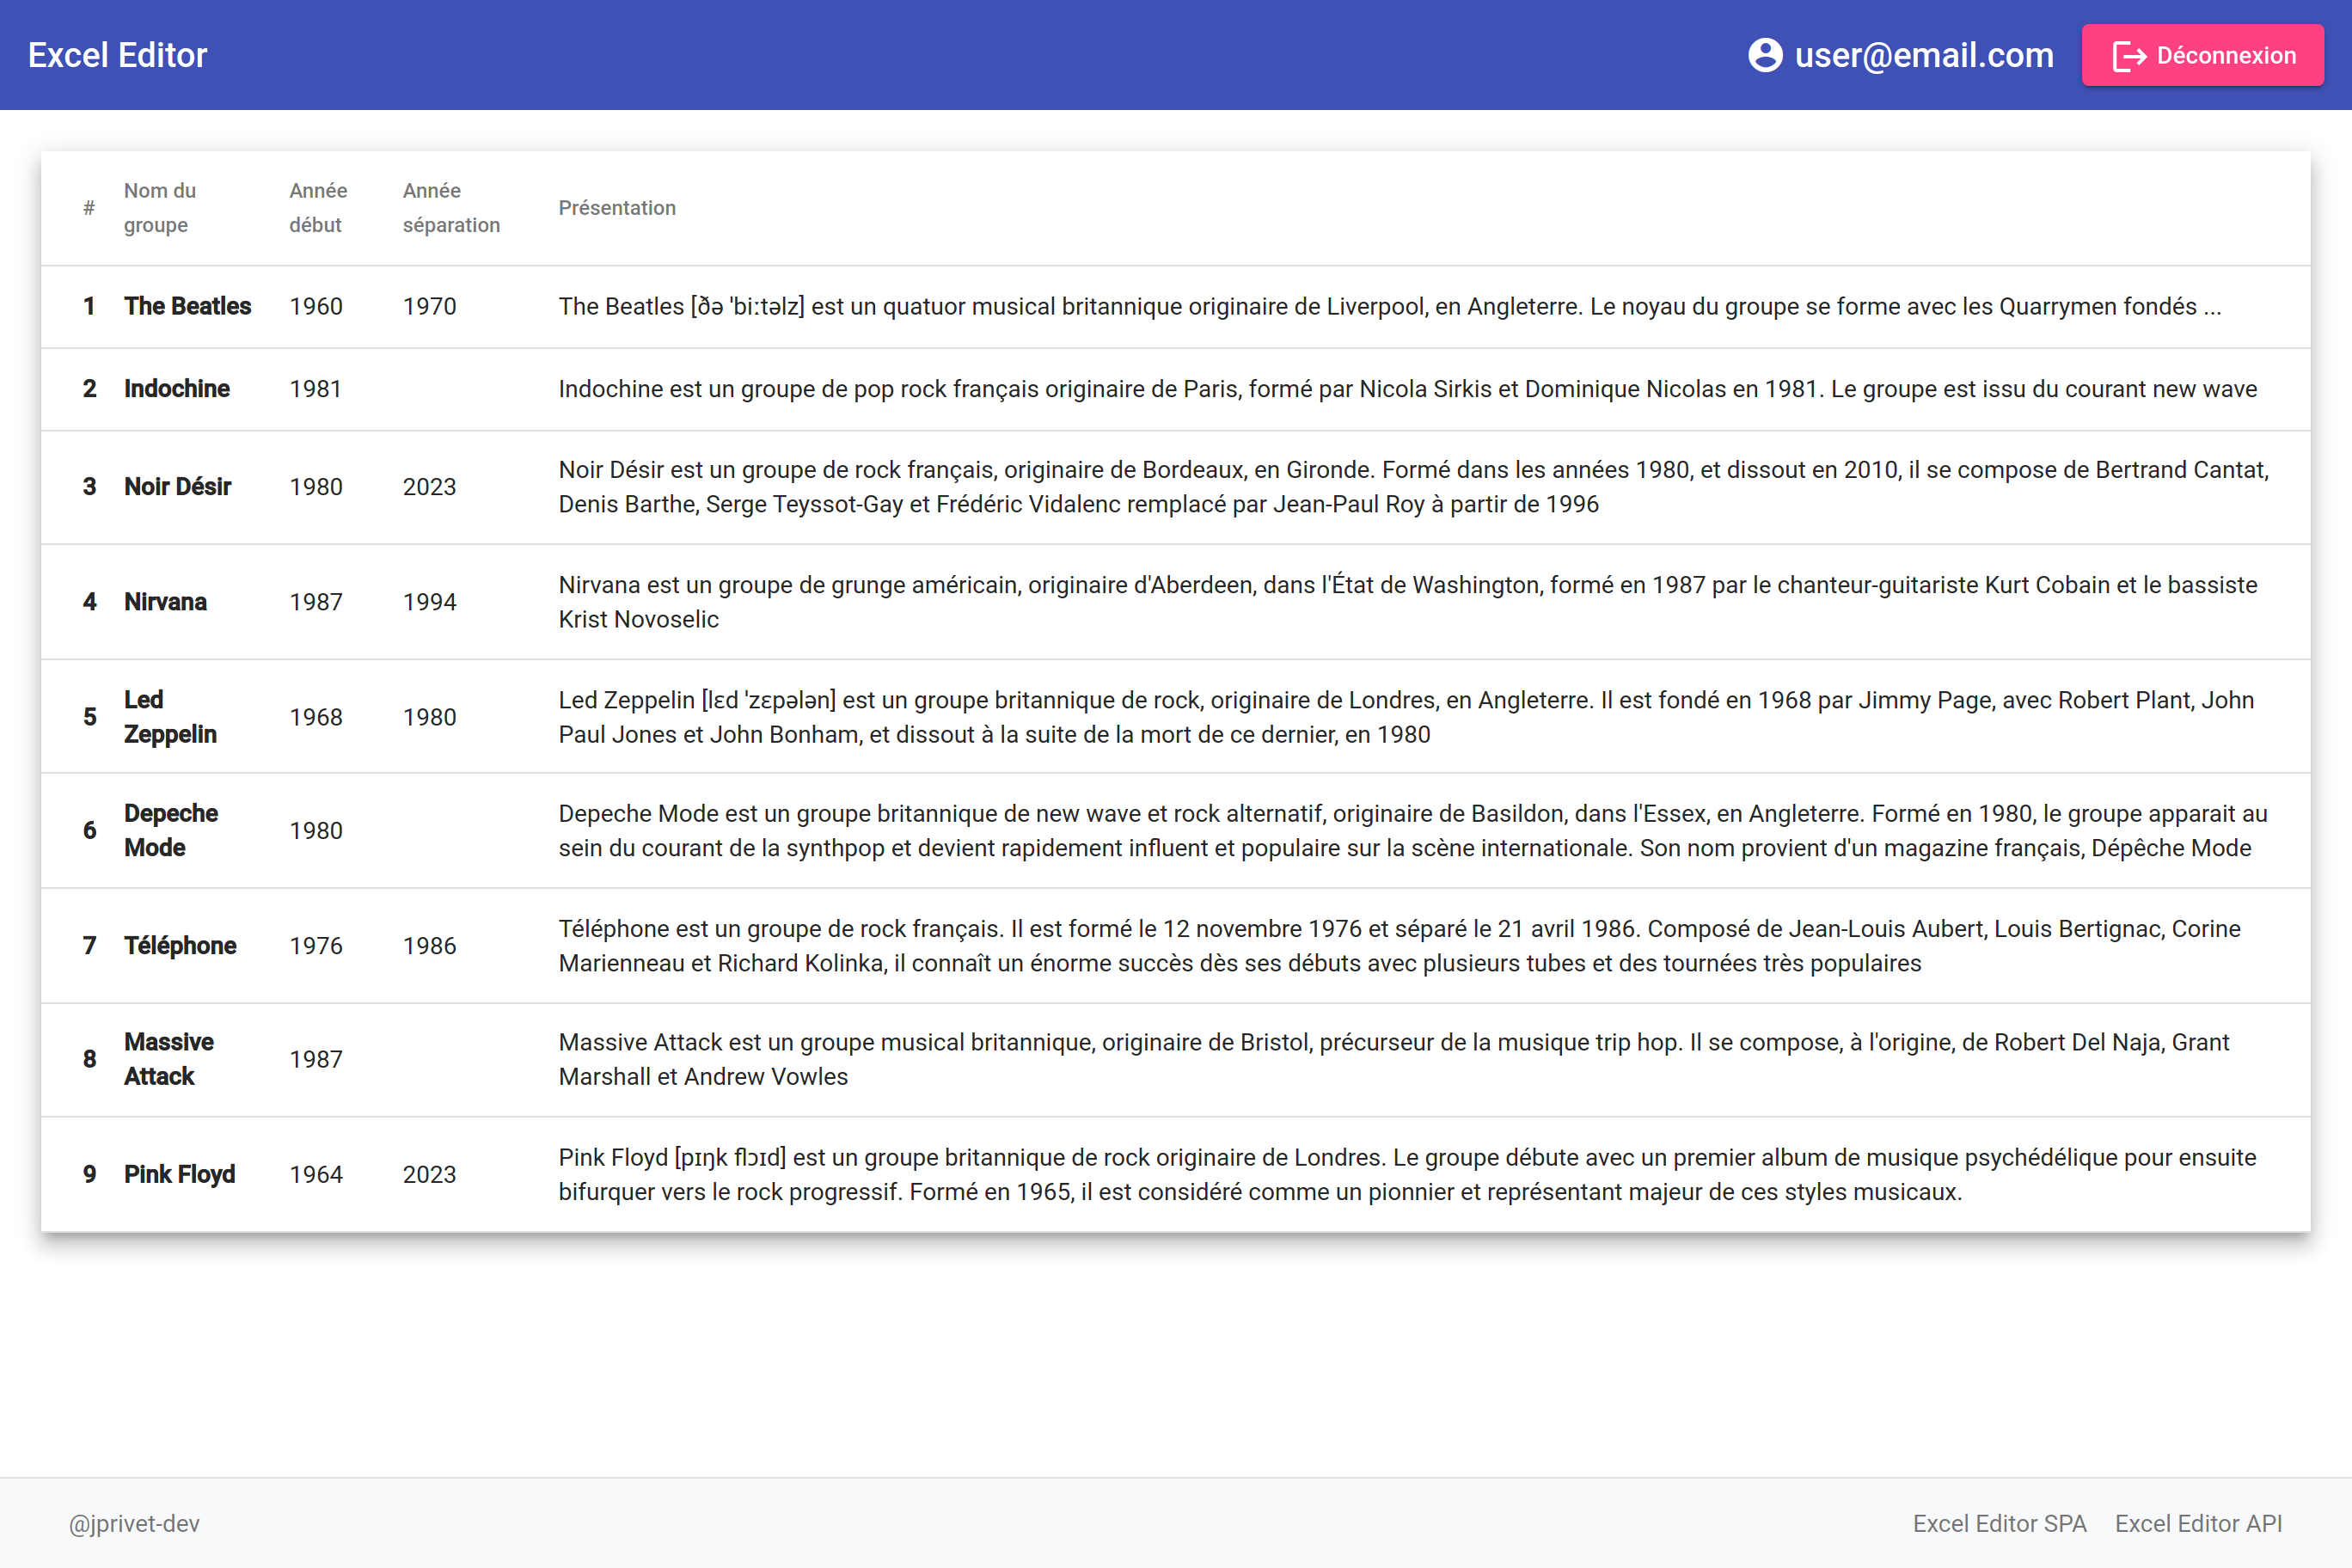 Excel Editor
user@email.com
Déconnexion
# Nom du groupe Année début Année séparation Présentation
1 The Beatles 1960 1970 The Beatles [ðə ˈbiːtəlz] est un quatuor musical britannique originaire de Liverpool, en Angleterre. Le noyau du groupe se forme avec les Quarrymen fondés ...
2 Indochine 1981 Indochine est un groupe de pop rock français originaire de Paris, formé par Nicola Sirkis et Dominique Nicolas en 1981. Le groupe est issu du courant new wave
3 Noir Désir 1980 2023 Noir Désir est un groupe de rock français, originaire de Bordeaux, en Gironde. Formé dans les années 1980, et dissout en 2010, il se compose de Bertrand Cantat,
Denis Barthe, Serge Teyssot-Gay et Frédéric Vidalenc remplacé par Jean-Paul Roy à partir de 1996
4 Nirvana 1987 1994 Nirvana est un groupe de grunge américain, originaire d'Aberdeen, dans l'État de Washington, formé en 1987 par le chanteur-guitariste Kurt Cobain et le bassiste
Krist Novoselic
5 Led Zeppelin 1968 1980 Led Zeppelin [lɛd ˈzɛpələn] est un groupe britannique de rock, originaire de Londres, en Angleterre. Il est fondé en 1968 par Jimmy Page, avec Robert Plant, John
Paul Jones et John Bonham, et dissout à la suite de la mort de ce dernier, en 1980
6 Depeche Mode 1980 Depeche Mode est un groupe britannique de new wave et rock alternatif, originaire de Basildon, dans l'Essex, en Angleterre. Formé en 1980, le groupe apparait au
sein du courant de la synthpop et devient rapidement influent et populaire sur la scène internationale. Son nom provient d'un magazine français, Dépêche Mode
7 Téléphone 1976 1986 Téléphone est un groupe de rock français. Il est formé le 12 novembre 1976 et séparé le 21 avril 1986. Composé de Jean-Louis Aubert, Louis Bertignac, Corine
Marienneau et Richard Kolinka, il connaît un énorme succès dès ses débuts avec plusieurs tubes et des tournées très populaires
8 Massive Attack 1987 Massive Attack est un groupe musical britannique, originaire de Bristol, précurseur de la musique trip hop. Il se compose, à l'origine, de Robert Del Naja, Grant
Marshall et Andrew Vowles
9 Pink Floyd 1964 2023 Pink Floyd [pɪŋk flɔɪd] est un groupe britannique de rock originaire de Londres. Le groupe débute avec un premier album de musique psychédélique pour ensuite
bifurquer vers le rock progressif. Formé en 1965, il est considéré comme un pionnier et représentant majeur de ces styles musicaux.
@jprivet-dev
Excel Editor SPA Excel Editor API